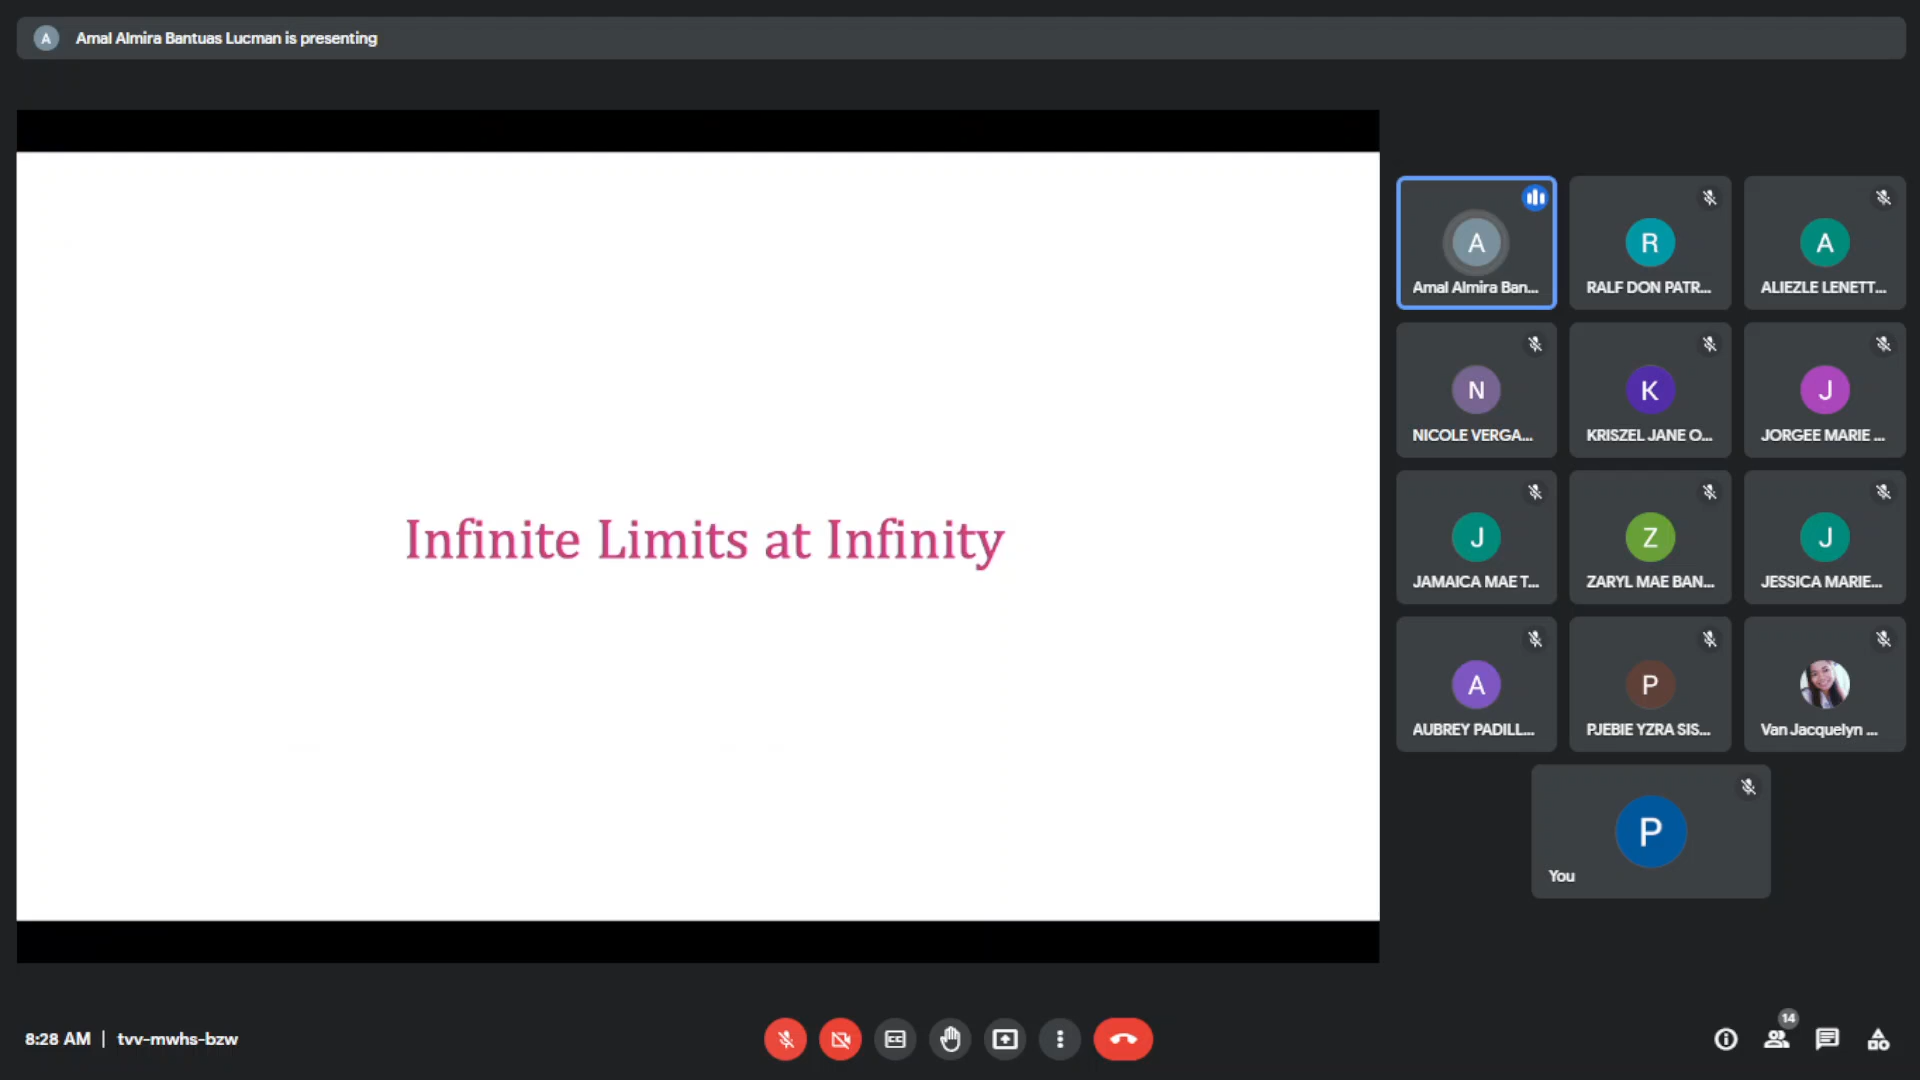 A Amal Almira Bantuas Lucman is presenting
Infinite Limits at Infinity
A
Amal Almira Ban...
R
RALF DON PATR...
A
ALIEZLE LENETT...
N
NICOLE VERGA...
K
KRISZEL JANE O...
J
JORGEE MARIE ...
J
JAMAICA MAE T...
Z
ZARYL MAE BAN...
J
JESSICA MARIE...
A
AUBREY PADILL...
P
PJEBIE YZRA SIS...
Van Jacquelyn ...
P
You
8:28 AM | tvv-mwhs-bzw
CC
14